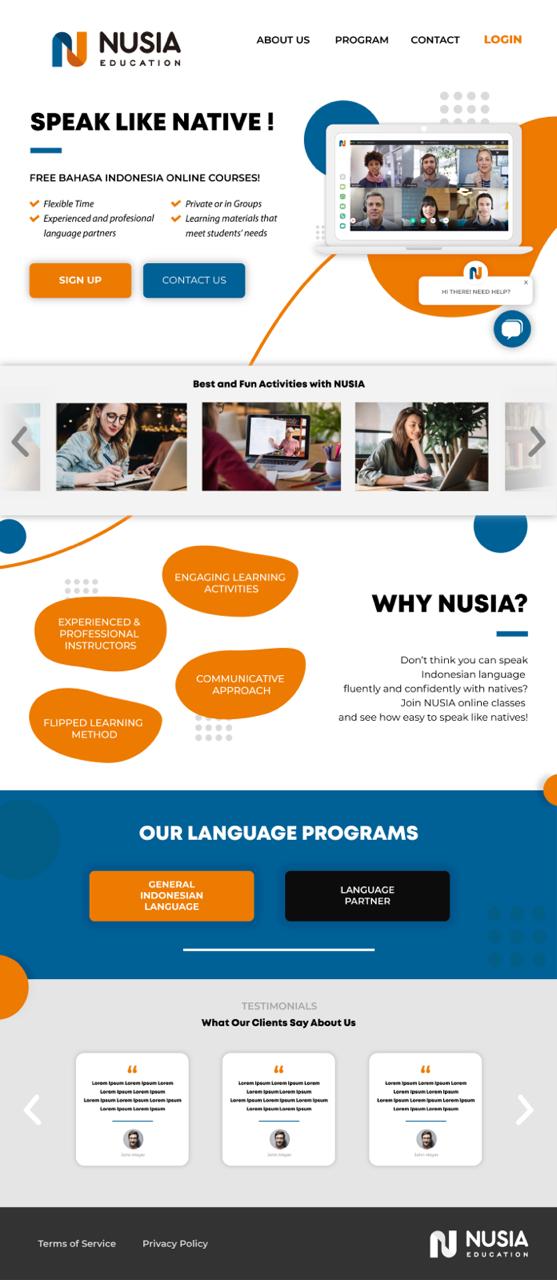 NUSIA
EDUCATION
ABOUT US
PROGRAM
CONTACT
LOGIN
SPEAK LIKE NATIVE !
FREE BAHASA INDONESIA ONLINE COURSES!
Flexible Time
Private or in Groups
Experienced and profesional
language partners
Learning materials that
meet students' needs
SIGN UP
CONTACT US
x
HI THERE! NEED HELP?
Best and Fun Activities with NUSIA
ENGAGING LEARNING
ACTIVITIES
EXPERIENCED &
PROFESSIONAL
INSTRUCTORS
COMMUNICATIVE
APPROACH
FLIPPED LEARNING
METHOD
WHY NUSIA?
Don't think you can speak
Indonesian language
fluently and confidently with natives?
Join NUSIA online classes
and see how easy to speak like natives!
OUR LANGUAGE PROGRAMS
GENERAL
INDONESIAN
LANGUAGE
LANGUAGE
PARTNER
TESTIMONIALS
What Our Clients Say About Us
“
Lorem Ipsum Lorem Ipsum Lorem
Lorem Ipsum Lorem Ipsum
Lorem Ipsum Lorem Ipsum Lorem Ipsum
Lorem Ipsum Lorem Ipsum
John Mayer
“
Lorem Ipsum Lorem Ipsum Lorem
Lorem Ipsum Lorem Ipsum
Lorem Ipsum Lorem Ipsum Lorem Ipsum
Lorem Ipsum Lorem Ipsum
John Mayer
“
Lorem Ipsum Lorem Ipsum Lorem
Lorem Ipsum Lorem Ipsum
Lorem Ipsum Lorem Ipsum Lorem Ipsum
Lorem Ipsum Lorem Ipsum
John Mayer
Terms of Service
Privacy Policy
NUSIA
EDUCATION